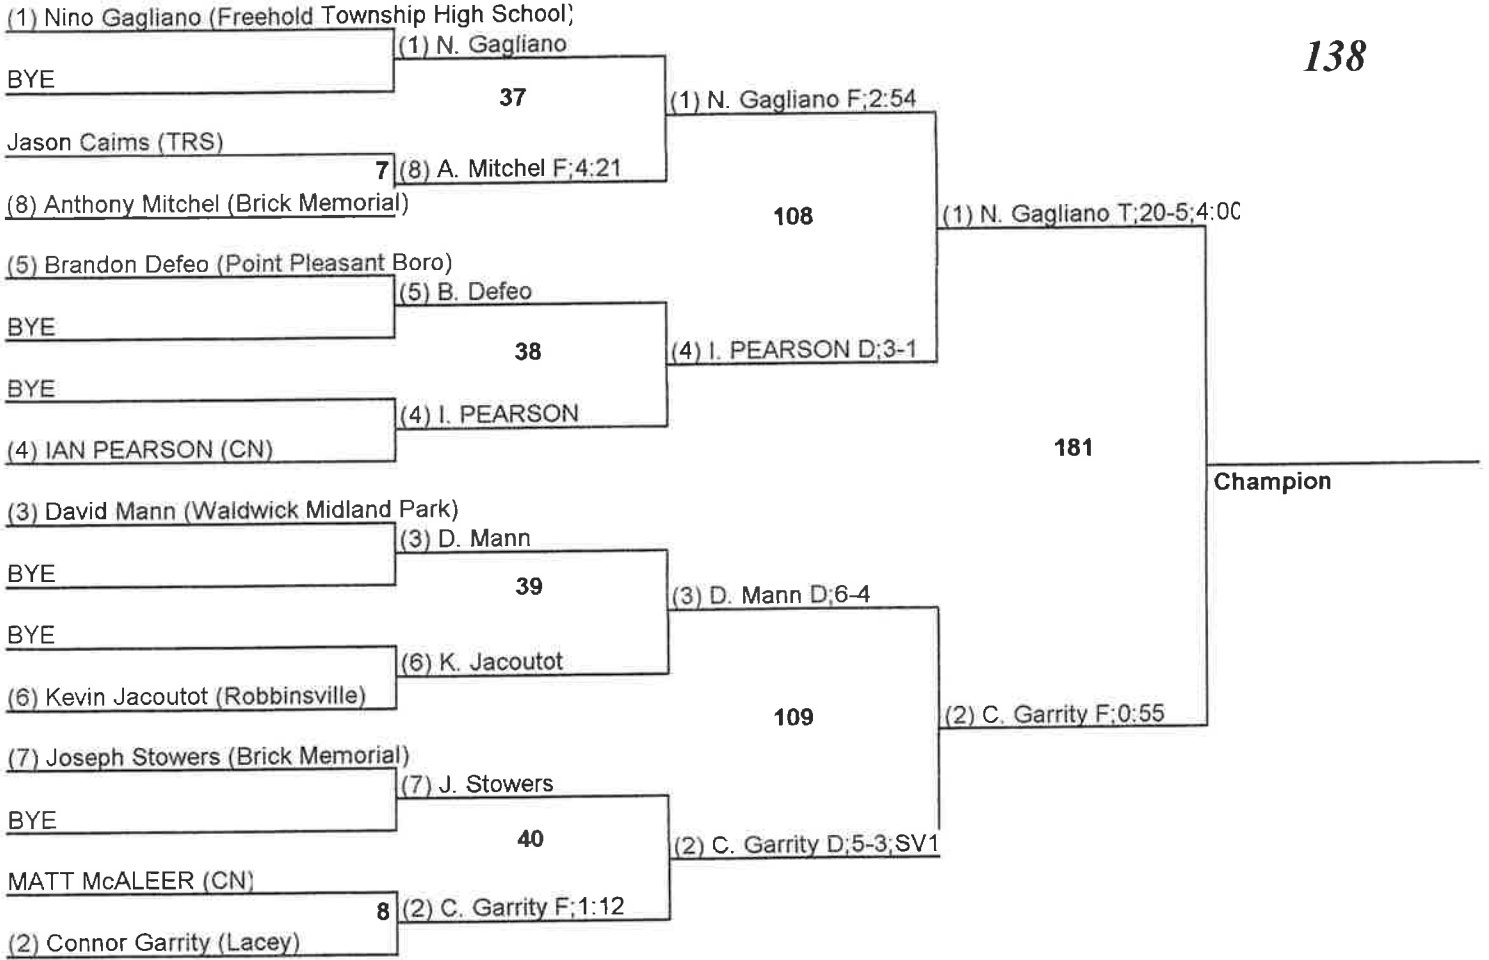 (1) Nino Gagliano (Freehold Township High School)
138
(1) N. Gagliano
BYE
37
(1) N. Gagliano F;2:54
Jason Caims (TRS)
7 (8) A. Mitchel F;4:21
(8) Anthony Mitchel (Brick Memorial)
108
(1) N. Gagliano T;20-5;4:00
(5) Brandon Defeo (Point Pleasant Boro)
(5) B. Defeo
BYE
38
(4) I. PEARSON D;3-1
BYE
(4) I. PEARSON
(4) IAN PEARSON (CN)
181
Champion
(3) David Mann (Waldwick Midland Park)
(3) D. Mann
BYE
39
(3) D. Mann D;6-4
BYE
(6) K. Jacoutot
(6) Kevin Jacoutot (Robbinsville)
109
(2) C. Garrity F;0:55
(7) Joseph Stowers (Brick Memorial)
(7) J. Stowers
BYE
40
(2) C. Garrity D;5-3;SV1
MATT McALEER (CN)
8 (2) C. Garrity F;1:12
(2) Connor Garrity (Lacey)